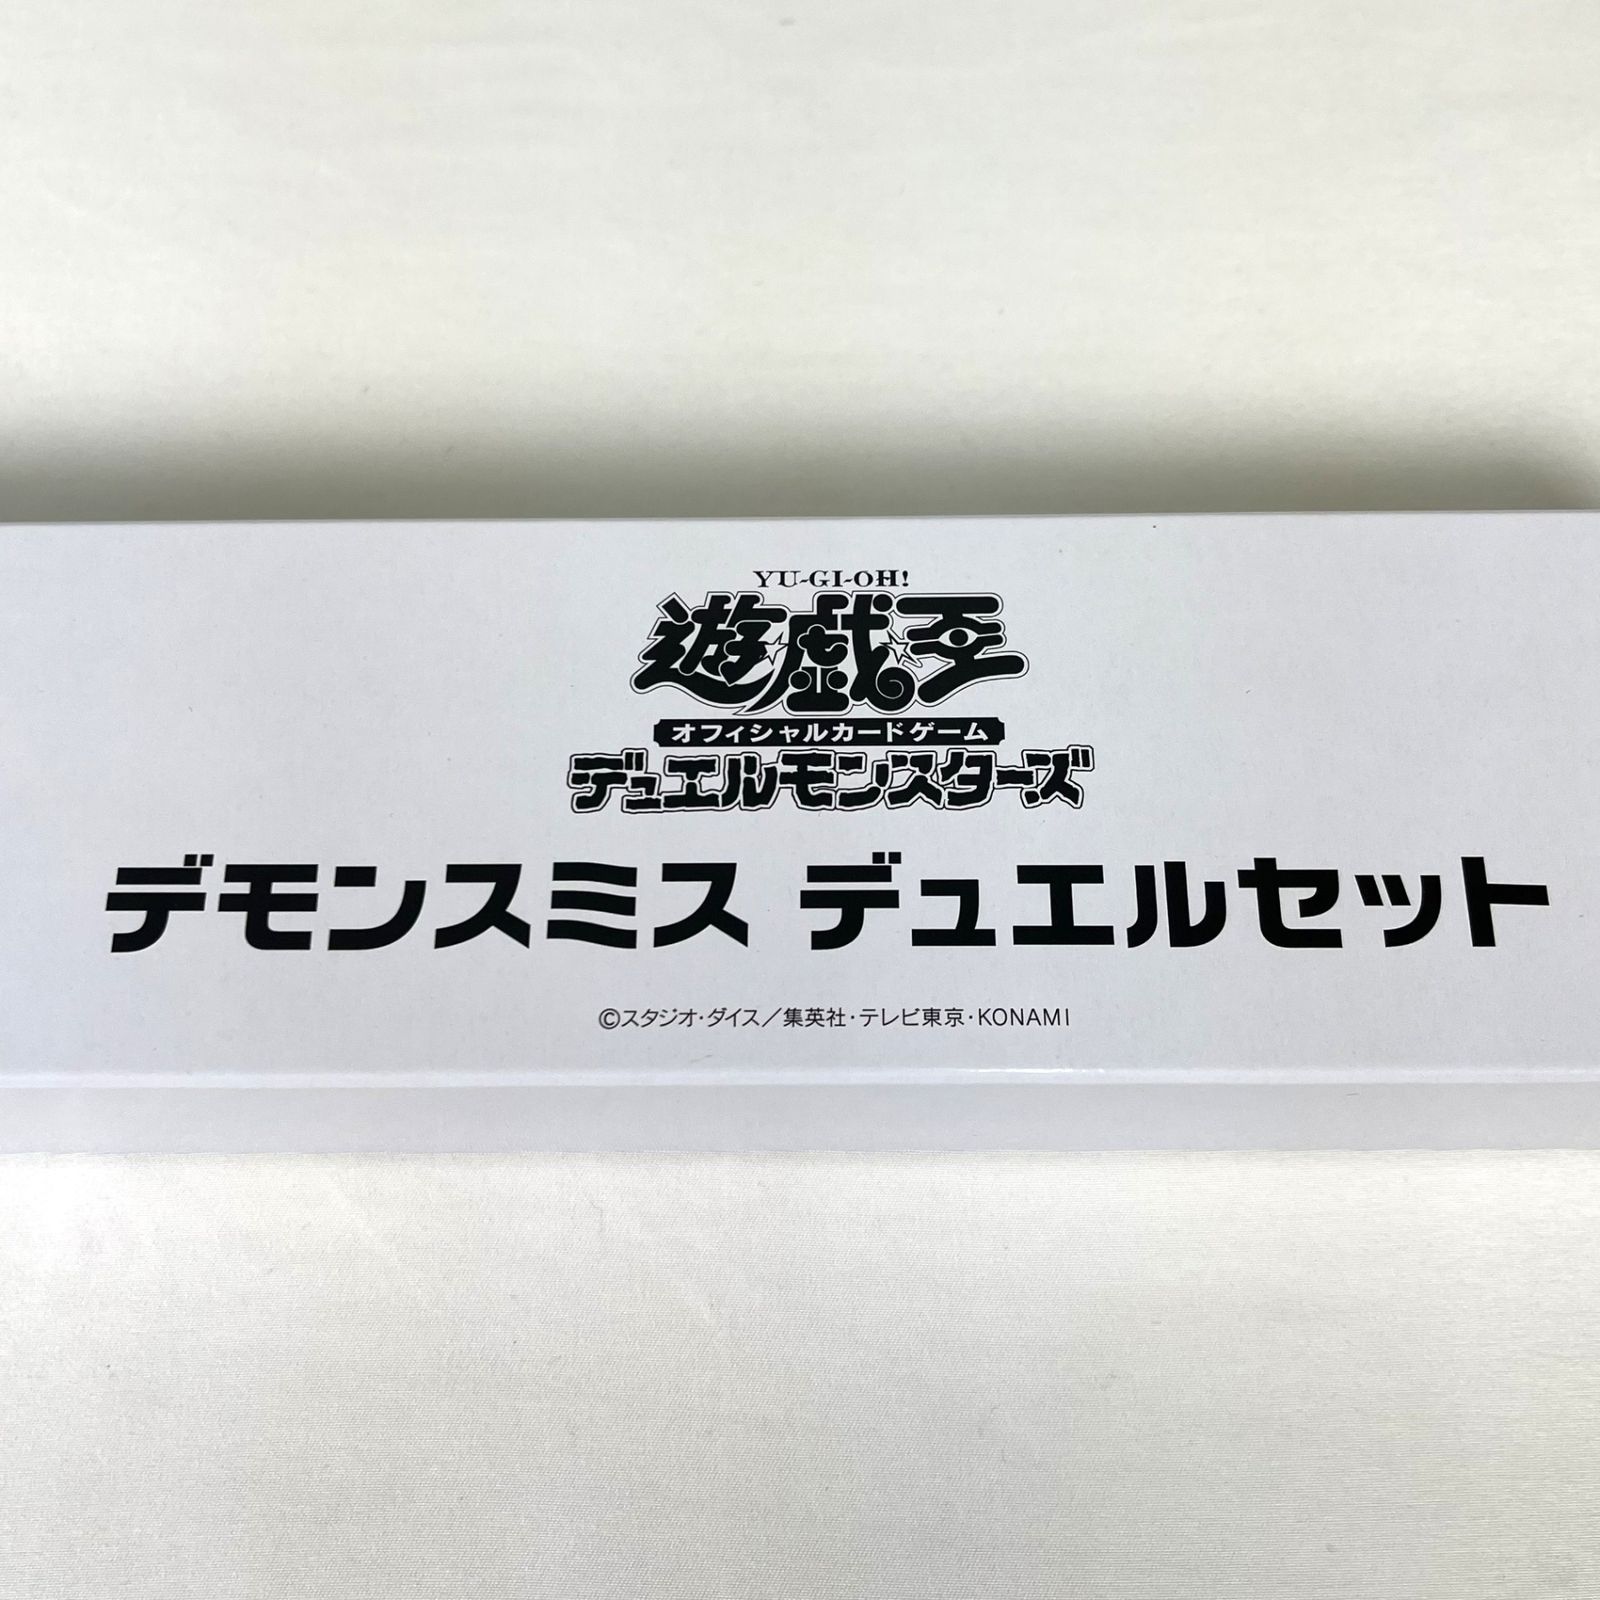 YU-GI-OH!
遊☆戯☆王
オフィシャルカードゲーム
デュエルモンスターズ
デモンスミス デュエルセット
©スタジオ・ダイス／集英社・テレビ東京・KONAMI